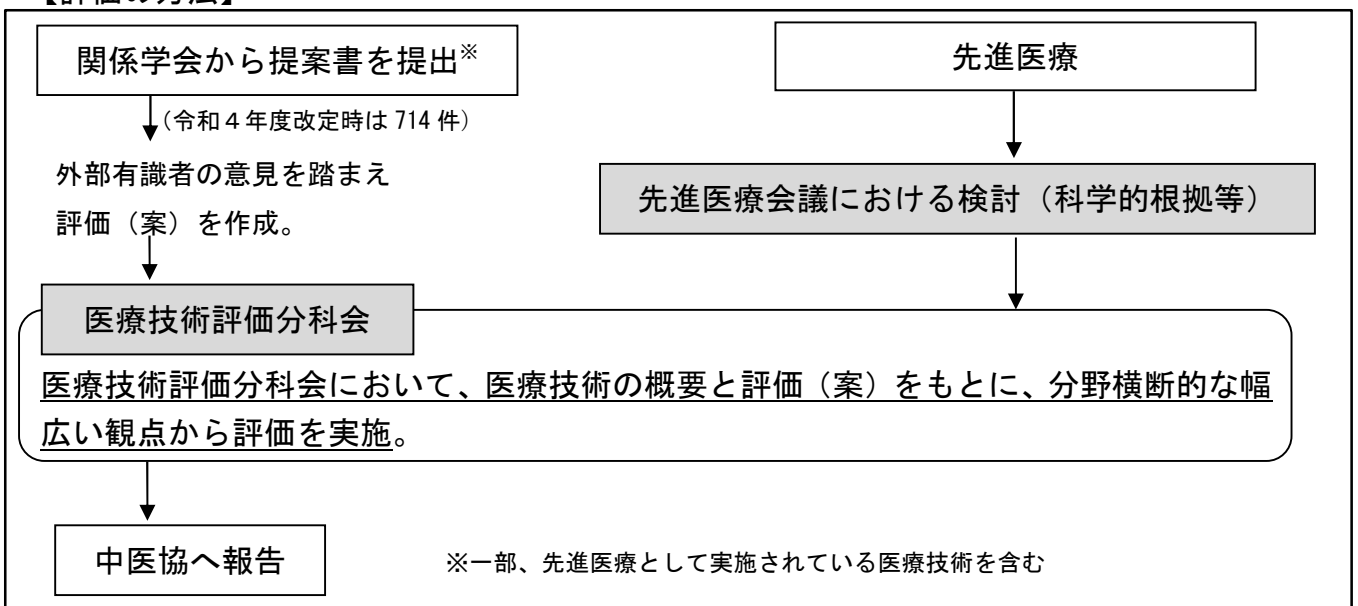 【評価の方法】
関係学会から提案書を提出※
（令和４年度改定時は 714 件）
外部有識者の意見を踏まえ
評価（案）を作成。
先進医療
先進医療会議における検討（科学的根拠等）
医療技術評価分科会
医療技術評価分科会において、医療技術の概要と評価（案）をもとに、分野横断的な幅
広い観点から評価を実施。
中医協へ報告
※一部、先進医療として実施されている医療技術を含む